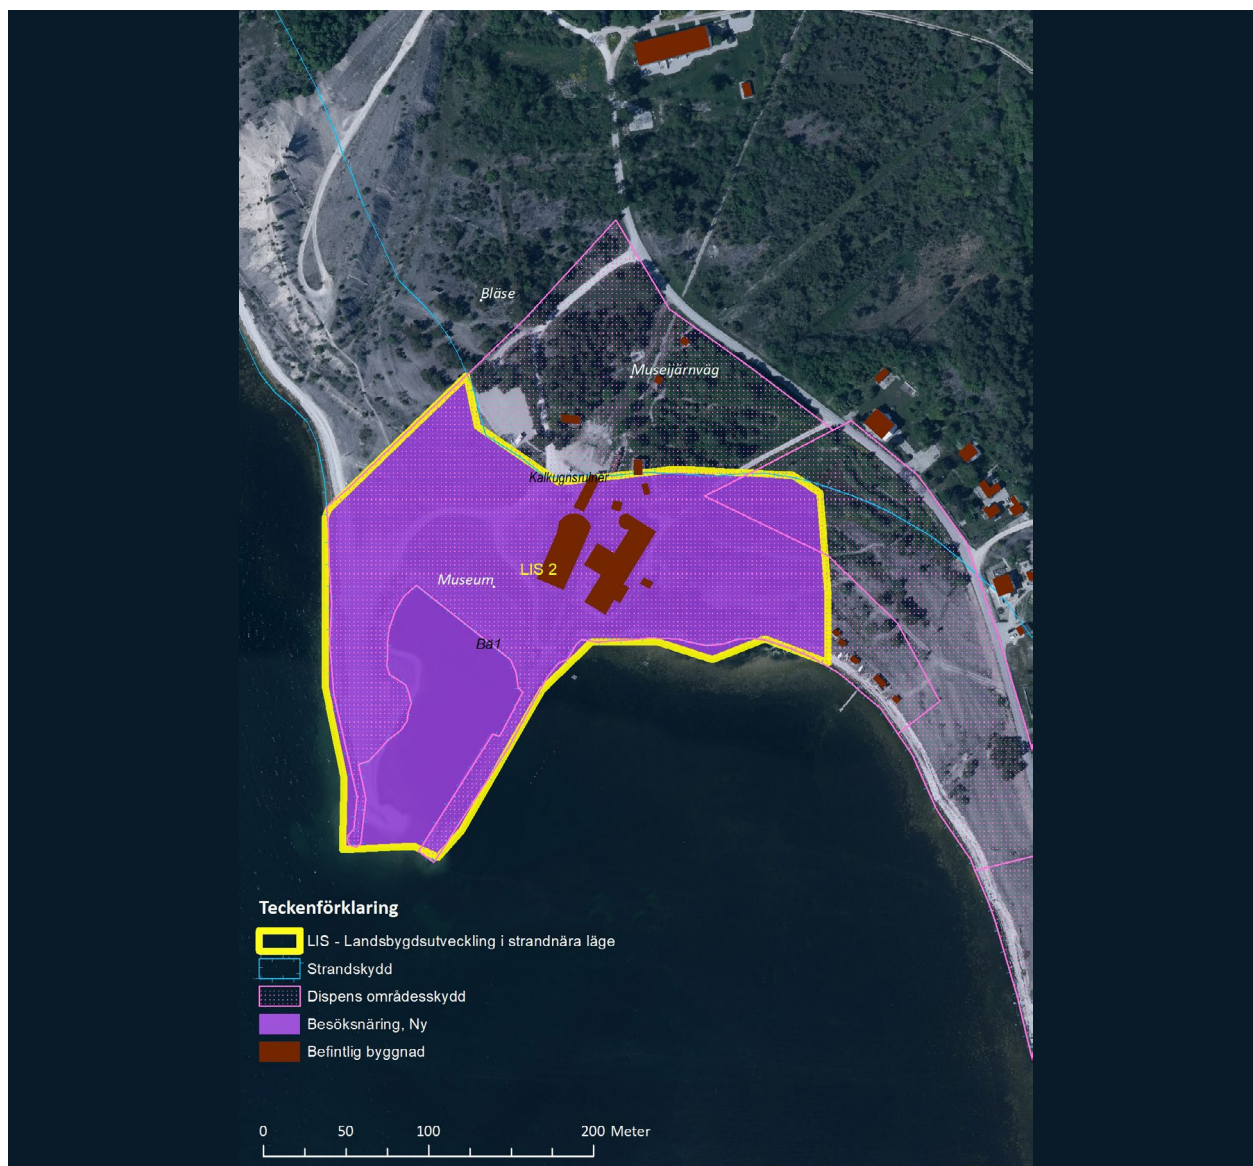 Bläse
Museijärnväg
Kalkugnsruiner
LIS 2
Museum
Bä1
Teckenförklaring
LIS - Landsbygdsutveckling i strandnära läge
Strandskydd
Dispens områdesskydd
Besöksnäring, Ny
Befintlig byggnad
0 50 100 200 Meter